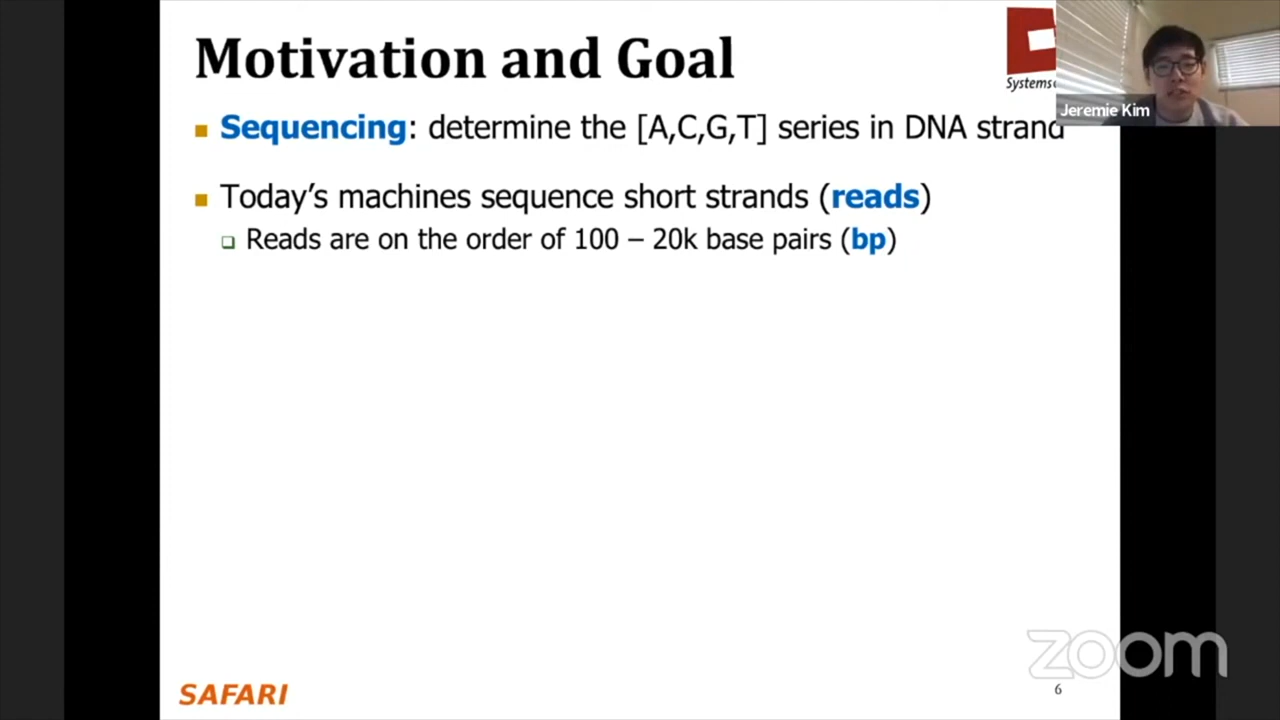 Motivation and Goal
Systems
Jeremie Kim
Sequencing: determine the [A,C,G,T] series in DNA strand
Today's machines sequence short strands (reads)
Reads are on the order of 100 – 20k base pairs (bp)
zoom
SAFARI
6